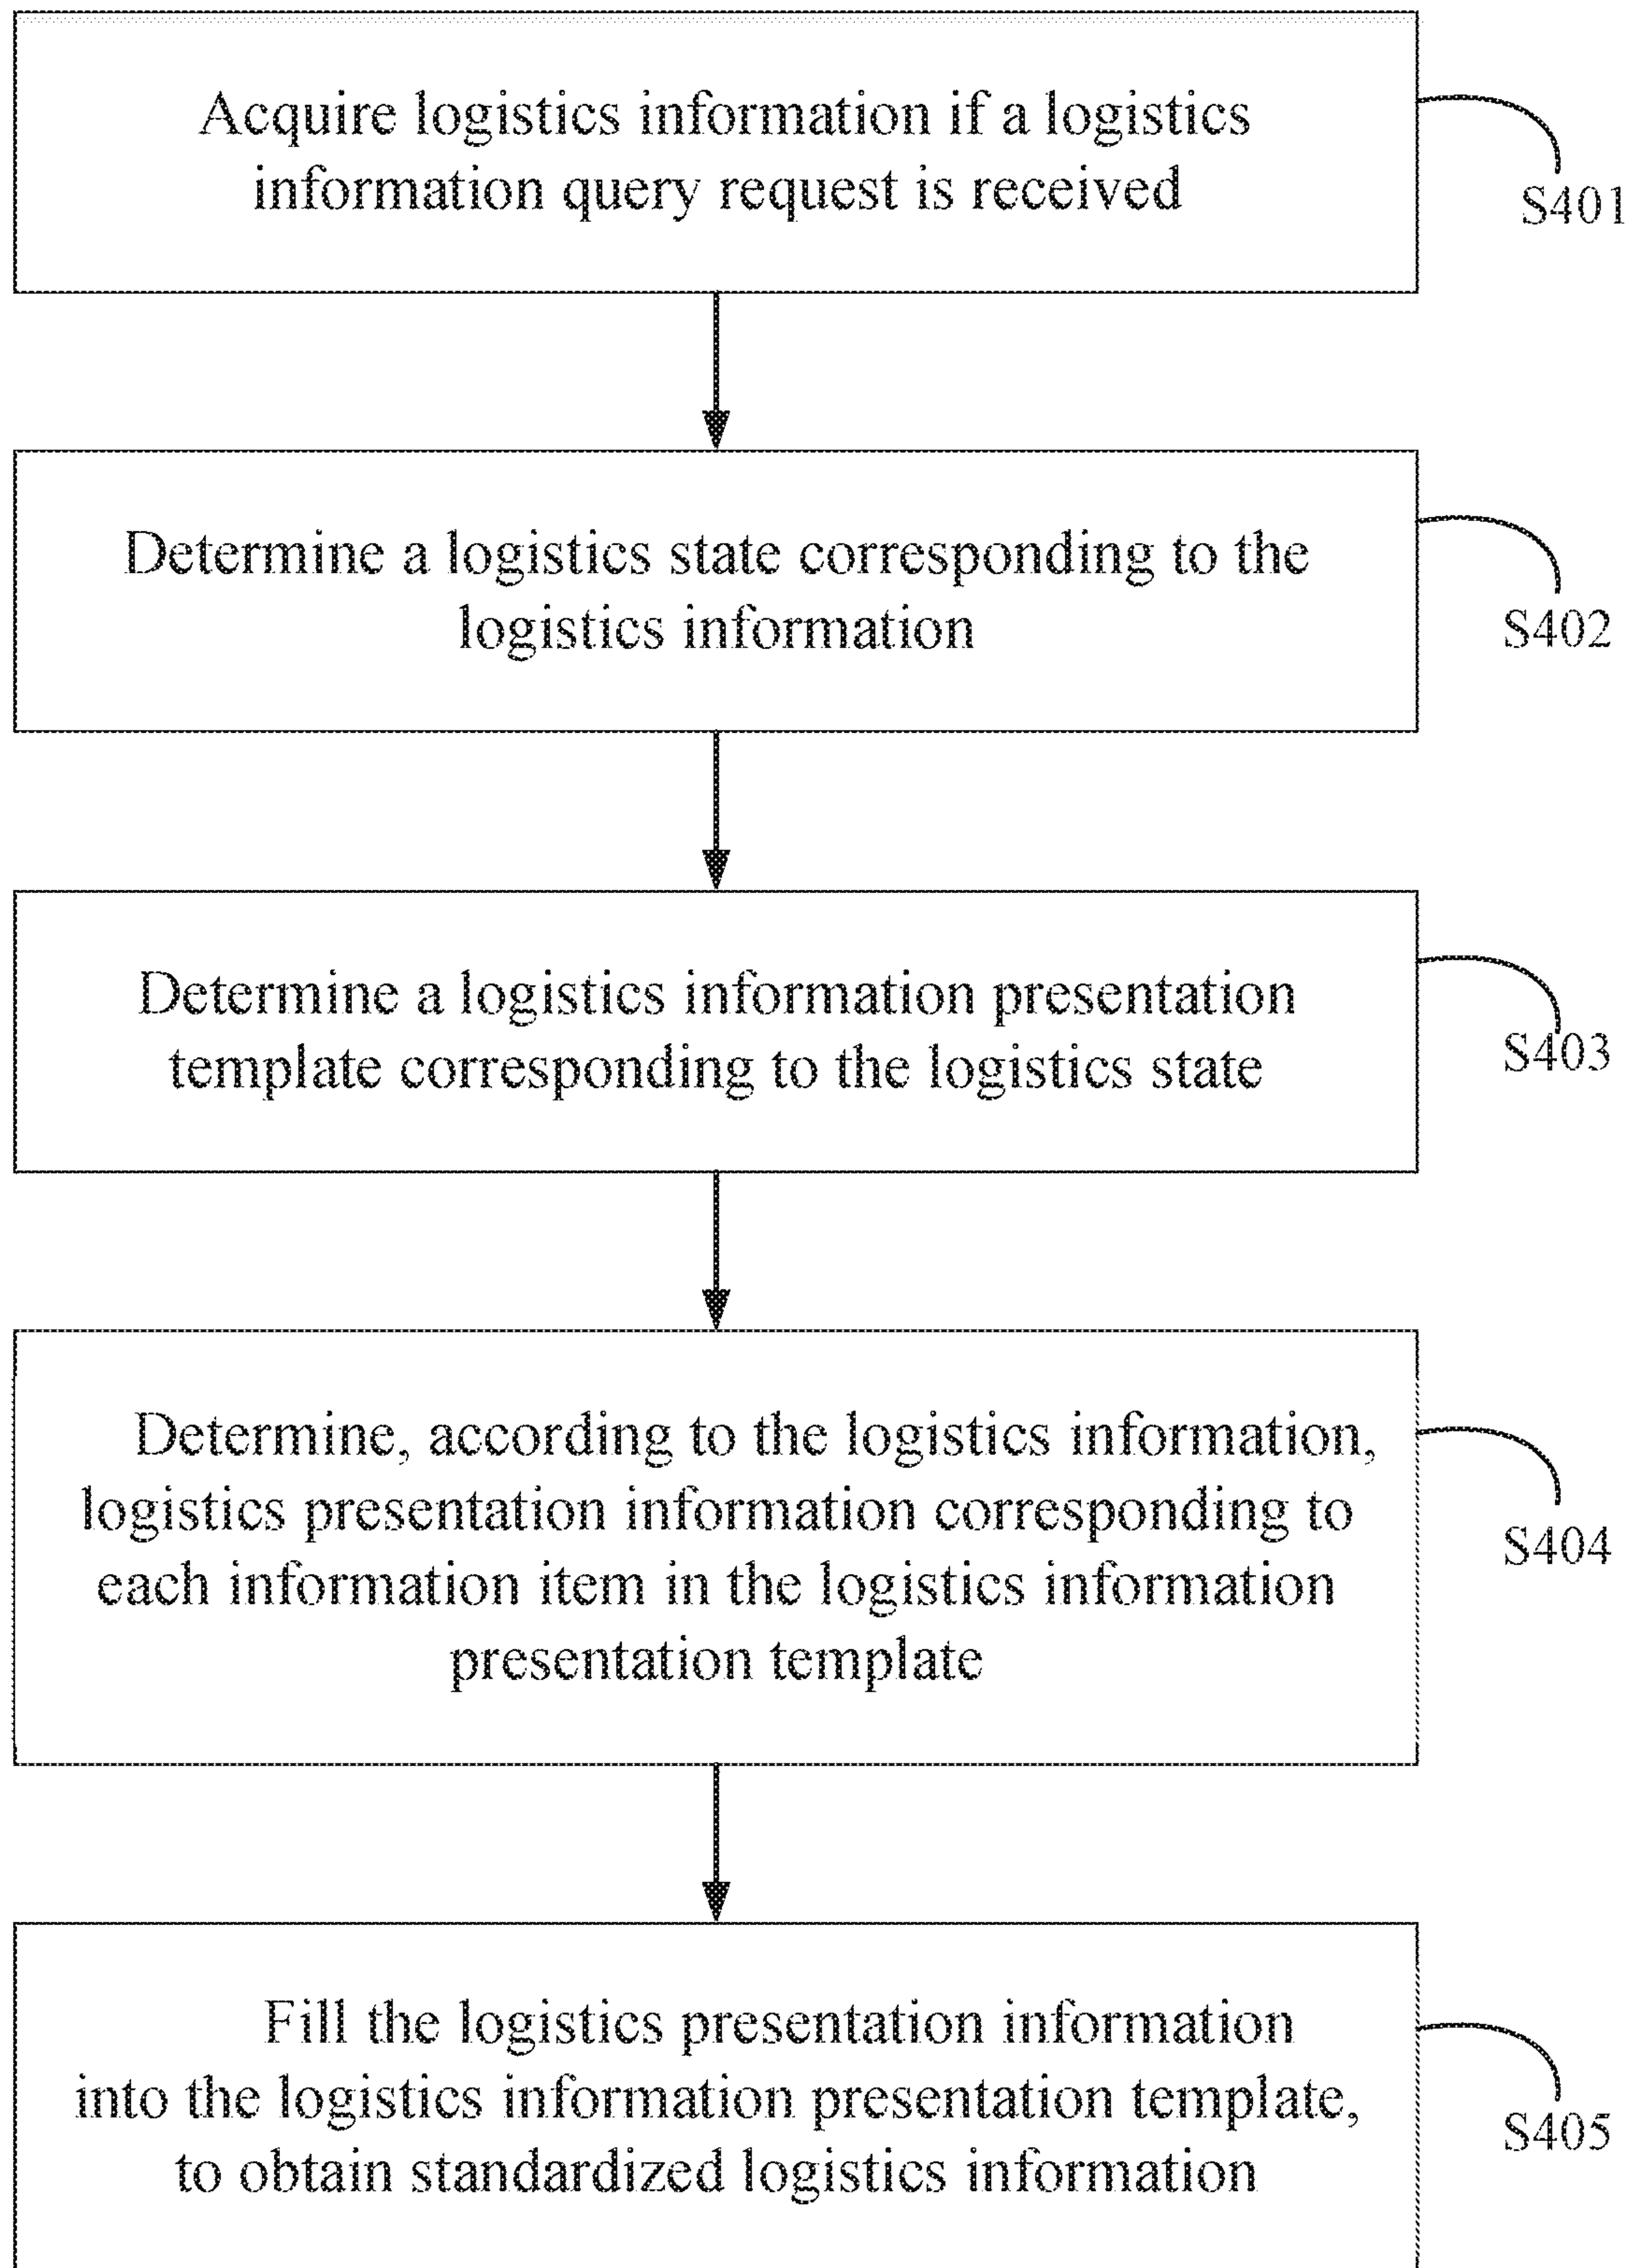 Acquire logistics information if a logistics
information query request is received
S401
Determine a logistics state corresponding to the
logistics information
S402
Determine a logistics information presentation
template corresponding to the logistics state
S403
Determine, according to the logistics information,
logistics presentation information corresponding to
each information item in the logistics information
presentation template
S404
Fill the logistics presentation information
into the logistics information presentation template,
to obtain standardized logistics information
S405